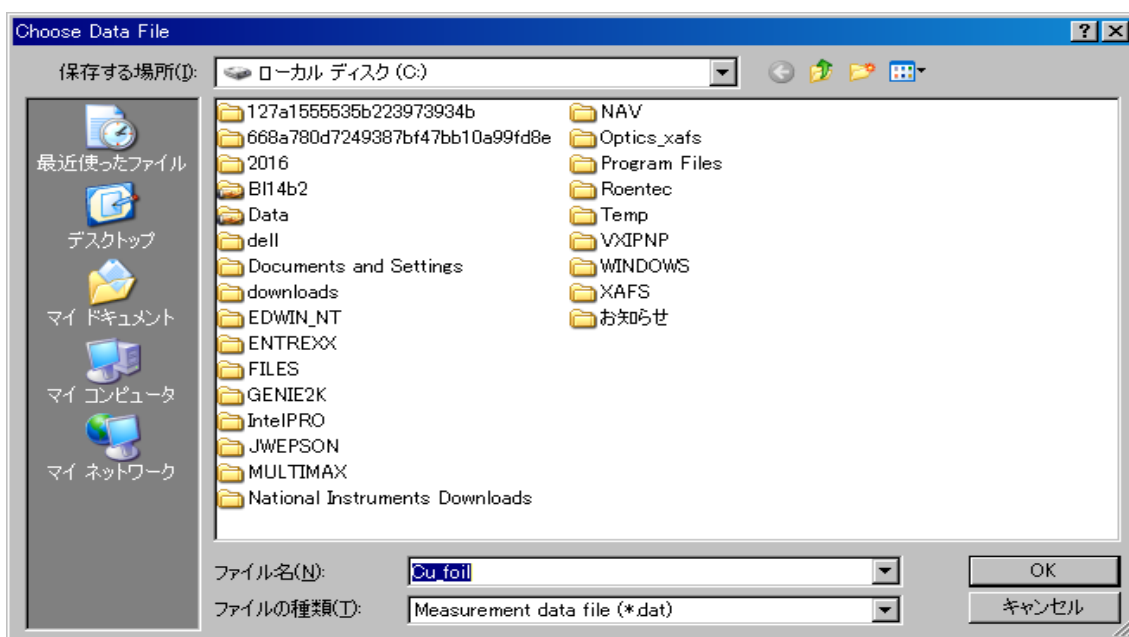 Choose Data File
保存する場所(I):
ローカル ディスク (C:)
最近使ったファイル
デスクトップ
マイ ドキュメント
マイ コンピュータ
マイ ネットワーク
127a1555535b223973934b
668a780d7249387bf47bb10a99fd8e
2016
Bl14b2
Data
dell
Documents and Settings
downloads
EDWIN_NT
ENTREXX
FILES
GENIE2K
IntelPRO
JWEPSON
MULTIMAX
National Instruments Downloads
NAV
Optics_xafs
Program Files
Roentec
Temp
VXIPNP
WINDOWS
XAFS
お知らせ
ファイル名(N):
Cu_foil
OK
ファイルの種類(T):
Measurement data file (*.dat)
キャンセル